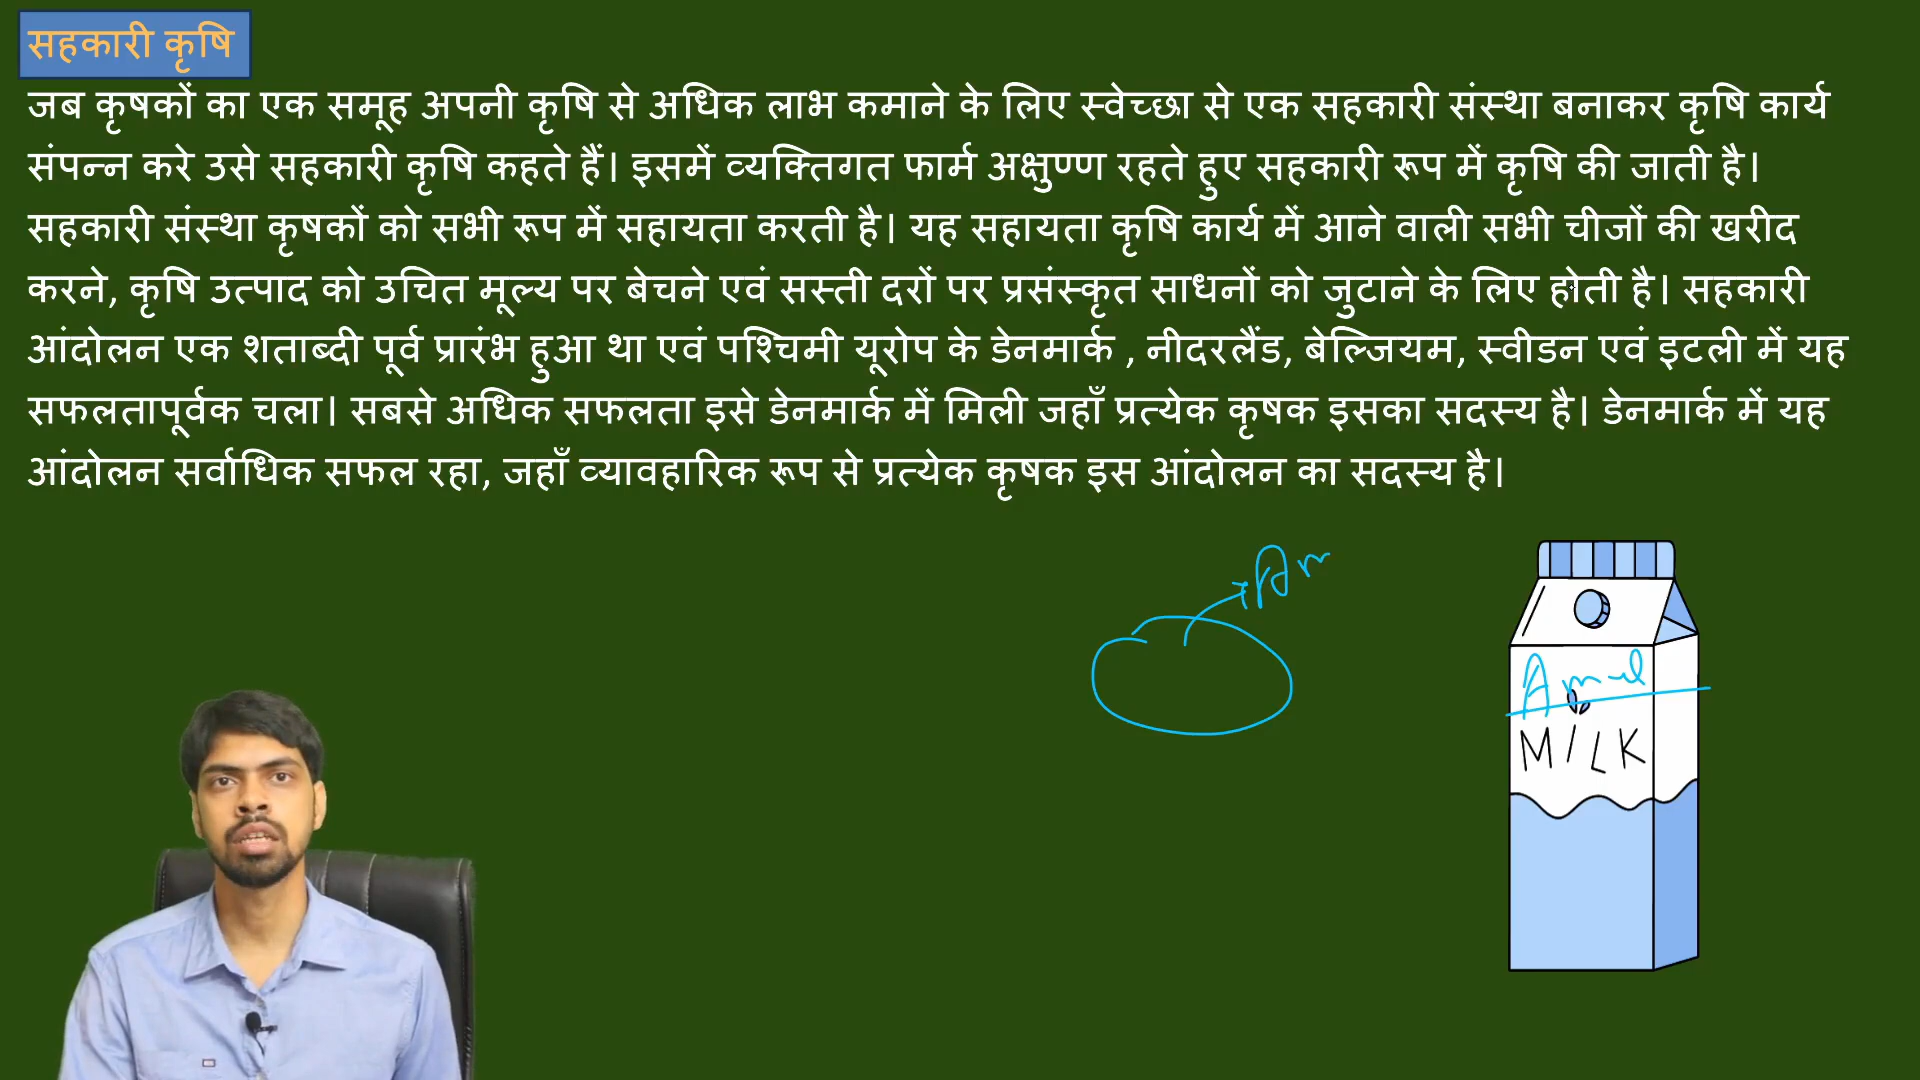 सहकारी कृषि
जब कृषकों का एक समूह अपनी कृषि से अधिक लाभ कमाने के लिए स्वेच्छा से एक सहकारी संस्था बनाकर कृषि कार्य
संपन्न करे उसे सहकारी कृषि कहते हैं। इसमें व्यक्तिगत फार्म अक्षुण्ण रहते हुए सहकारी रूप में कृषि की जाती है।
सहकारी संस्था कृषकों को सभी रूप में सहायता करती है। यह सहायता कृषि कार्य में आने वाली सभी चीजों की खरीद
करने, कृषि उत्पाद को उचित मूल्य पर बेचने एवं सस्ती दरों पर प्रसंस्कृत साधनों को जुटाने के लिए होती है। सहकारी
आंदोलन एक शताब्दी पूर्व प्रारंभ हुआ था एवं पश्चिमी यूरोप के डेनमार्क , नीदरलैंड, बेल्जियम, स्वीडन एवं इटली में यह
सफलतापूर्वक चला। सबसे अधिक सफलता इसे डेनमार्क में मिली जहाँ प्रत्येक कृषक इसका सदस्य है। डेनमार्क में यह
आंदोलन सर्वाधिक सफल रहा, जहाँ व्यावहारिक रूप से प्रत्येक कृषक इस आंदोलन का सदस्य है।
Am
Amul
MILK